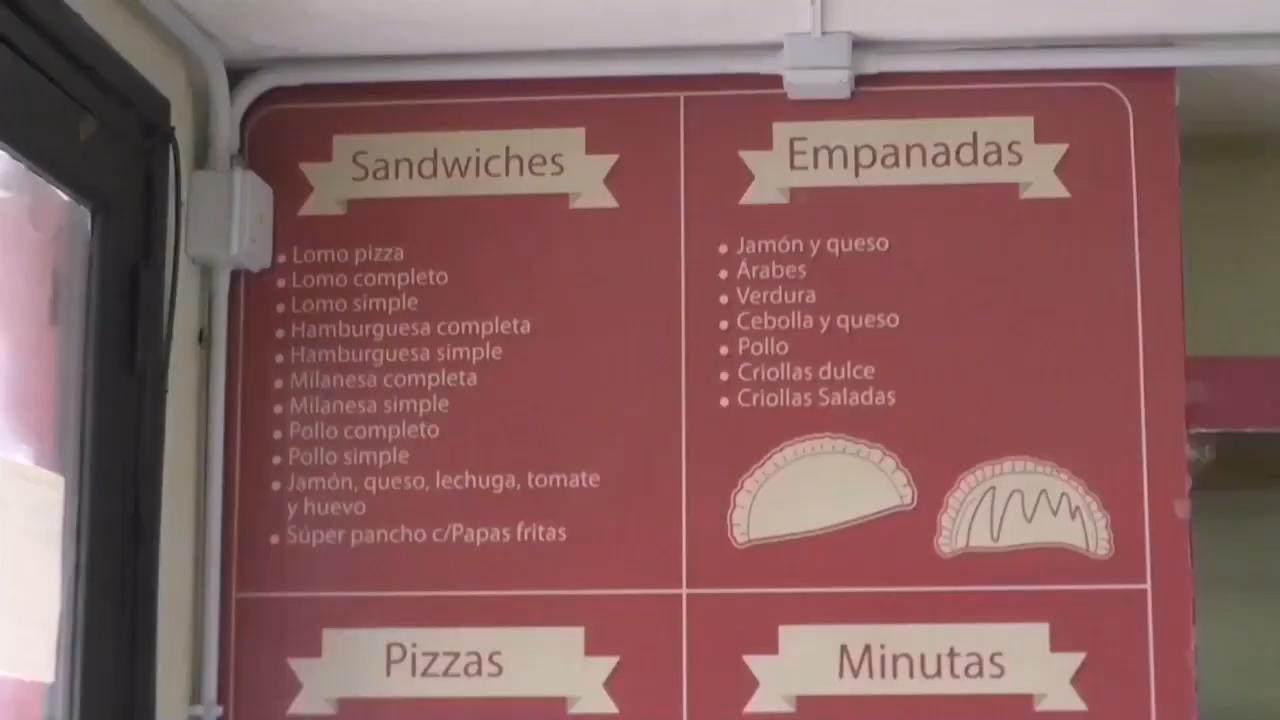 Sandwiches
Lomo pizza
Lomo completo
Lomo simple
Hamburguesa completa
Hamburguesa simple
Milanesa completa
Milanesa simple
Pollo completo
Pollo simple
Jamón, queso, lechuga, tomate
y huevo
Súper pancho c/Papas fritas
Empanadas
Jamón y queso
Árabes
Verdura
Cebolla y queso
Pollo
Criollas dulce
Criollas Saladas
Pizzas
Minutas